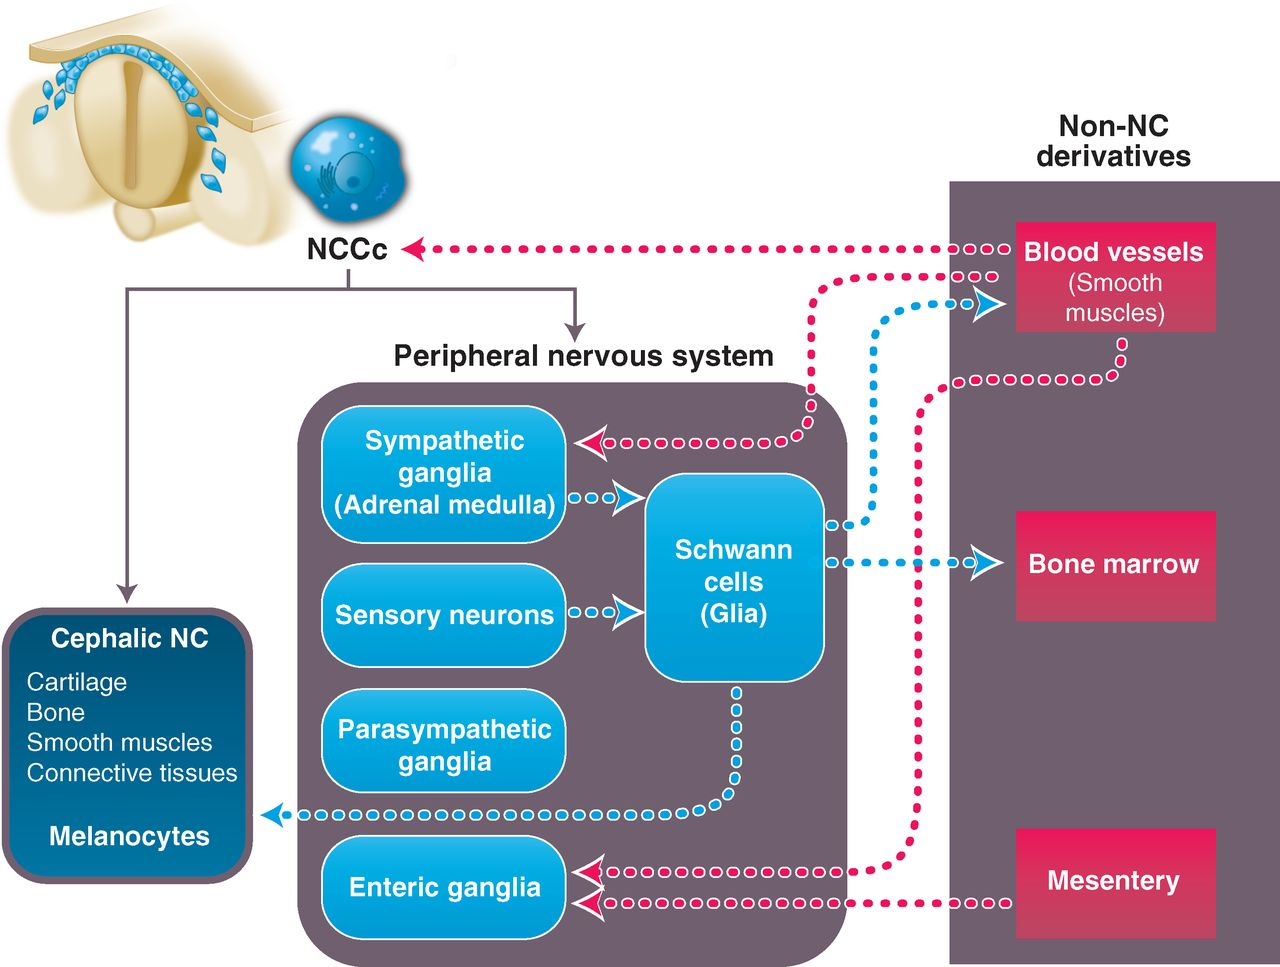 Non-NC
derivatives
NCCc
Blood vessels
(Smooth
muscles)
Peripheral nervous system
Sympathetic
ganglia
(Adrenal medulla)
Schwann
cells
(Glia)
Bone marrow
Sensory neurons
Cephalic NC
Cartilage
Bone
Smooth muscles
Connective tissues
Melanocytes
Parasympathetic
ganglia
Enteric ganglia
Mesentery